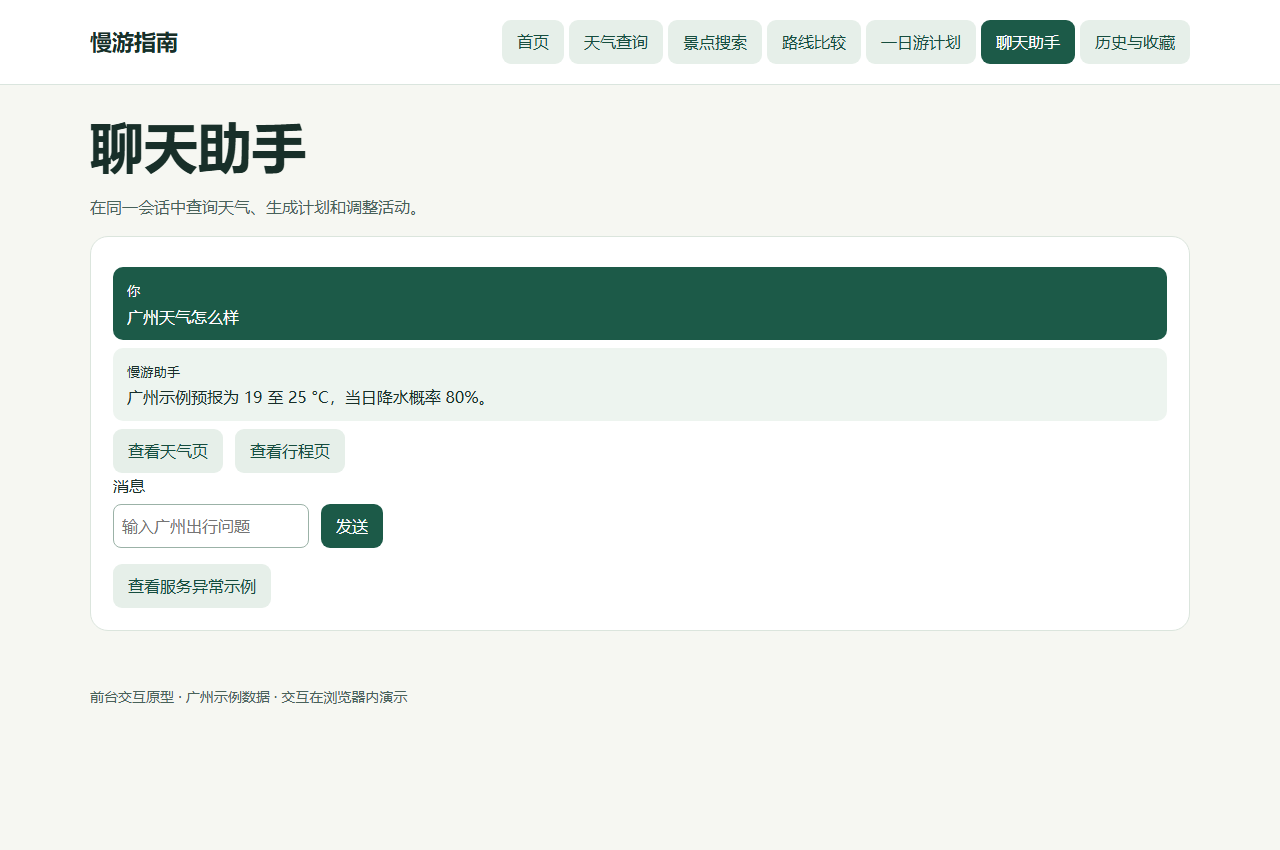 慢游指南
首页 天气查询 景点搜索 路线比较 一日游计划 聊天助手 历史与收藏
聊天助手
在同一会话中查询天气、生成计划和调整活动。
你
广州天气怎么样
慢游助手
广州示例预报为 19 至 25 °C，当日降水概率 80%。
查看天气页 查看行程页
消息
输入广州出行问题 发送
查看服务异常示例
前台交互原型 · 广州示例数据 · 交互在浏览器内演示